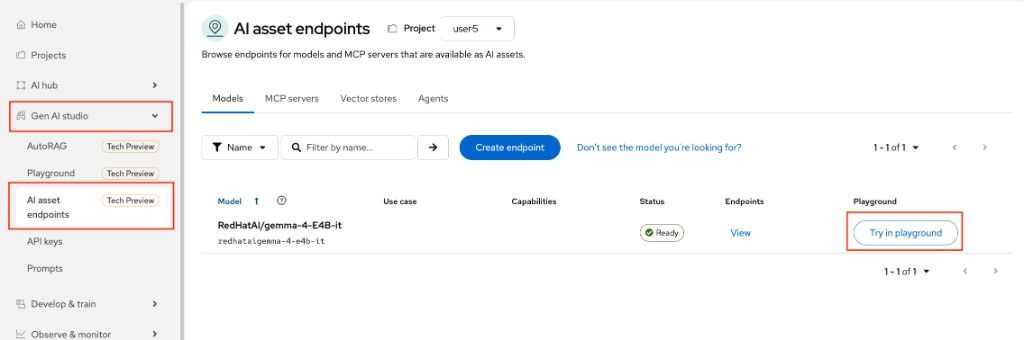 Home
Projects
AI hub
Gen AI studio
AutoRAG Tech Preview
Playground Tech Preview
AI asset endpoints Tech Preview
API keys
Prompts
Develop & train
Observe & monitor
AI asset endpoints Project user5
Browse endpoints for models and MCP servers that are available as AI assets.
Models MCP servers Vector stores Agents
Name Filter by name... Create endpoint Don't see the model you're looking for? 1 - 1 of 1
Model Use case Capabilities Status Endpoints Playground
RedHatAI/gemma-4-E4B-it Ready View Try in playground
redhataigemma-4-e4b-it
1 - 1 of 1